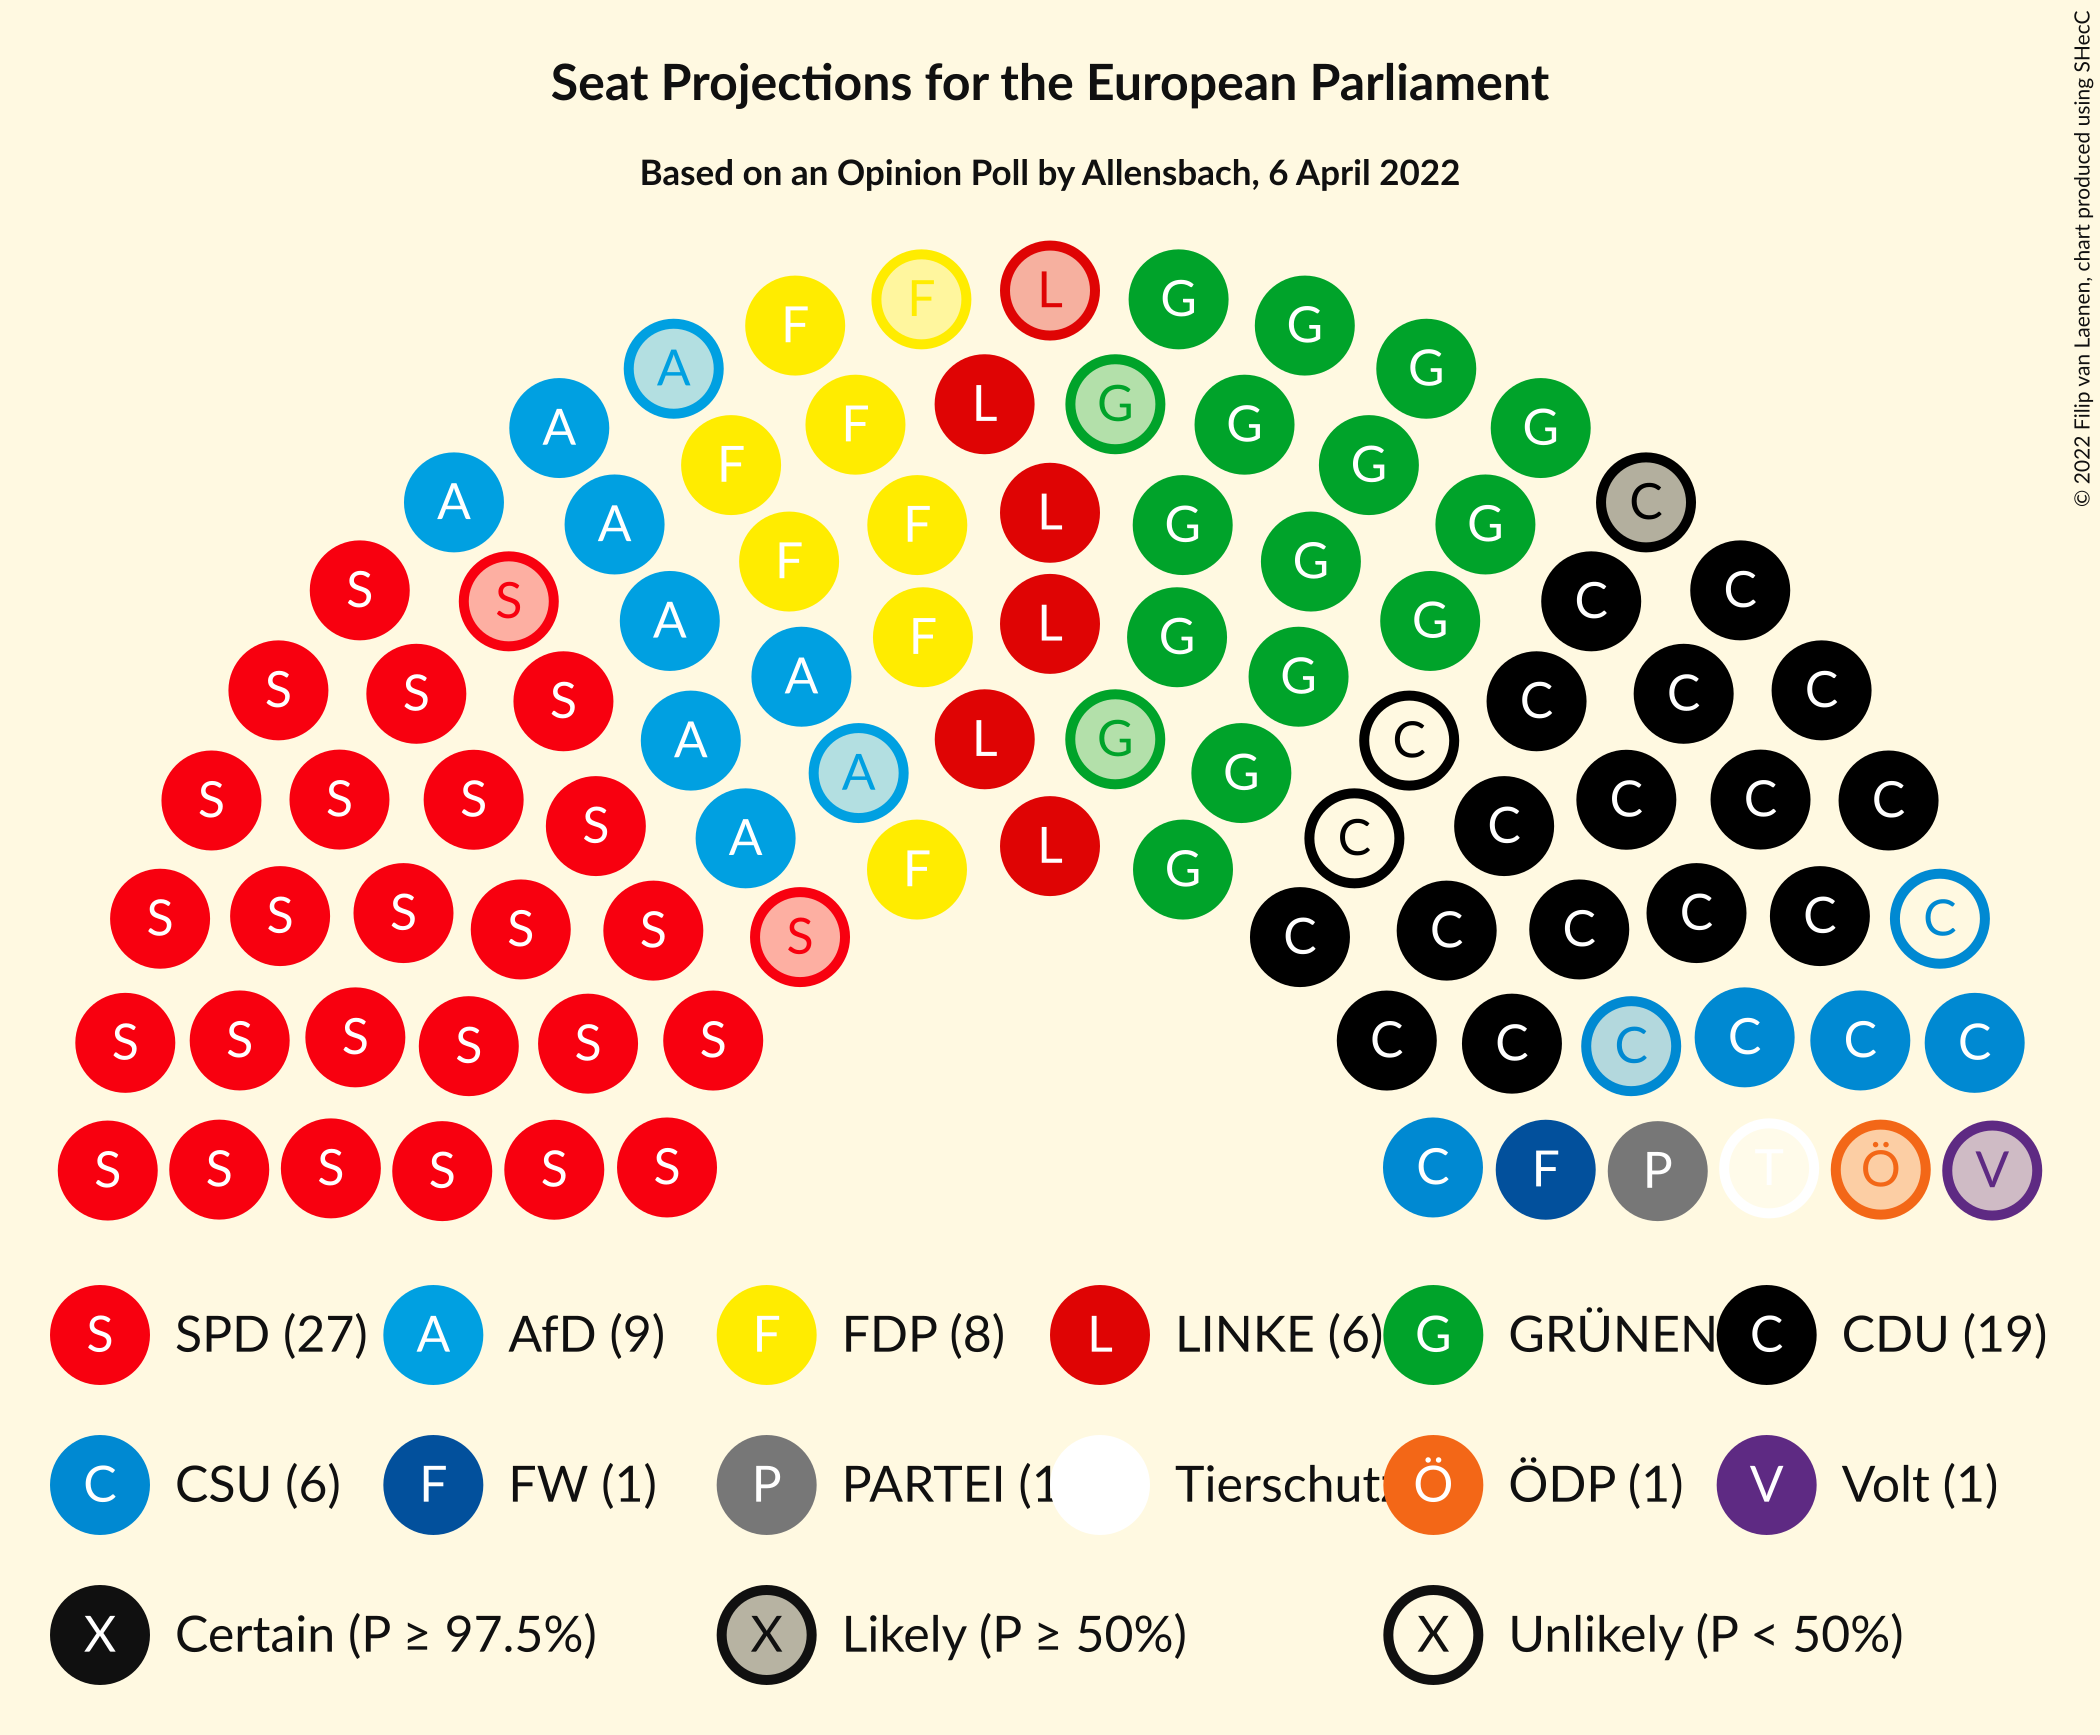 Seat Projections for the European Parliament
Based on an Opinion Poll by Allensbach, 6 April 2022
© 2022 Filip van Laenen, chart produced using SHecC
F L G
F G
A G
A F L G G G
A F G C
A F L G G
S S F G C C
A F L G
S S S A A G C C C C
A L G
S S S A G C C C C
S A C C
F L G
S S S S S S C C C C C C
S S S S S S C C C C C C
S S S S S S C F P T Ö V
S SPD (27) A AfD (9) F FDP (8) L LINKE (6) G GRÜNEN C CDU (19)
C CSU (6) F FW (1) P PARTEI (1 Tierschutz Ö ÖDP (1) V Volt (1)
X Certain (P ≥ 97.5%) X Likely (P ≥ 50%) X Unlikely (P < 50%)